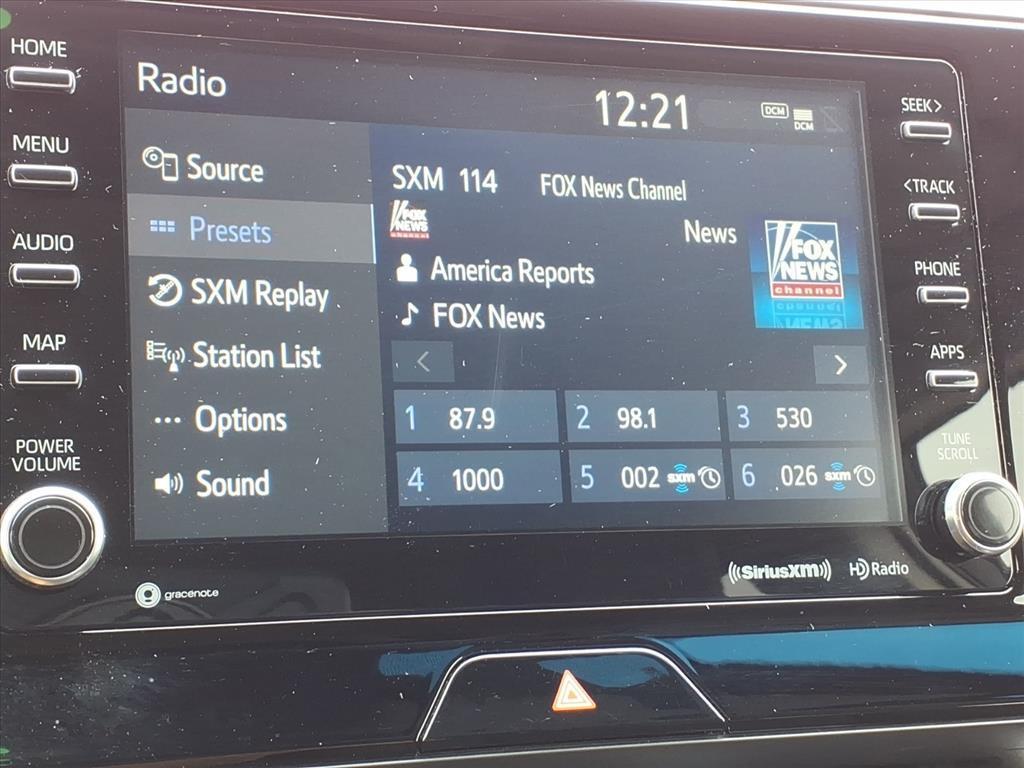 HOME
MENU
AUDIO
MAP
POWER
VOLUME
Radio
12:21
DCM
DCM
Source
Presets
SXM Replay
Station List
Options
Sound
SXM 114 FOX News Channel
FOX
NEWS
channel
News
America Reports
FOX News
FOX
NEWS
channel
1 87.9
2 98.1
3 530
4 1000
5 002 sxm
6 026 sxm
SEEK>
<TRACK
PHONE
APPS
TUNE
SCROLL
gracenote
((SiriusXM))
HD Radio